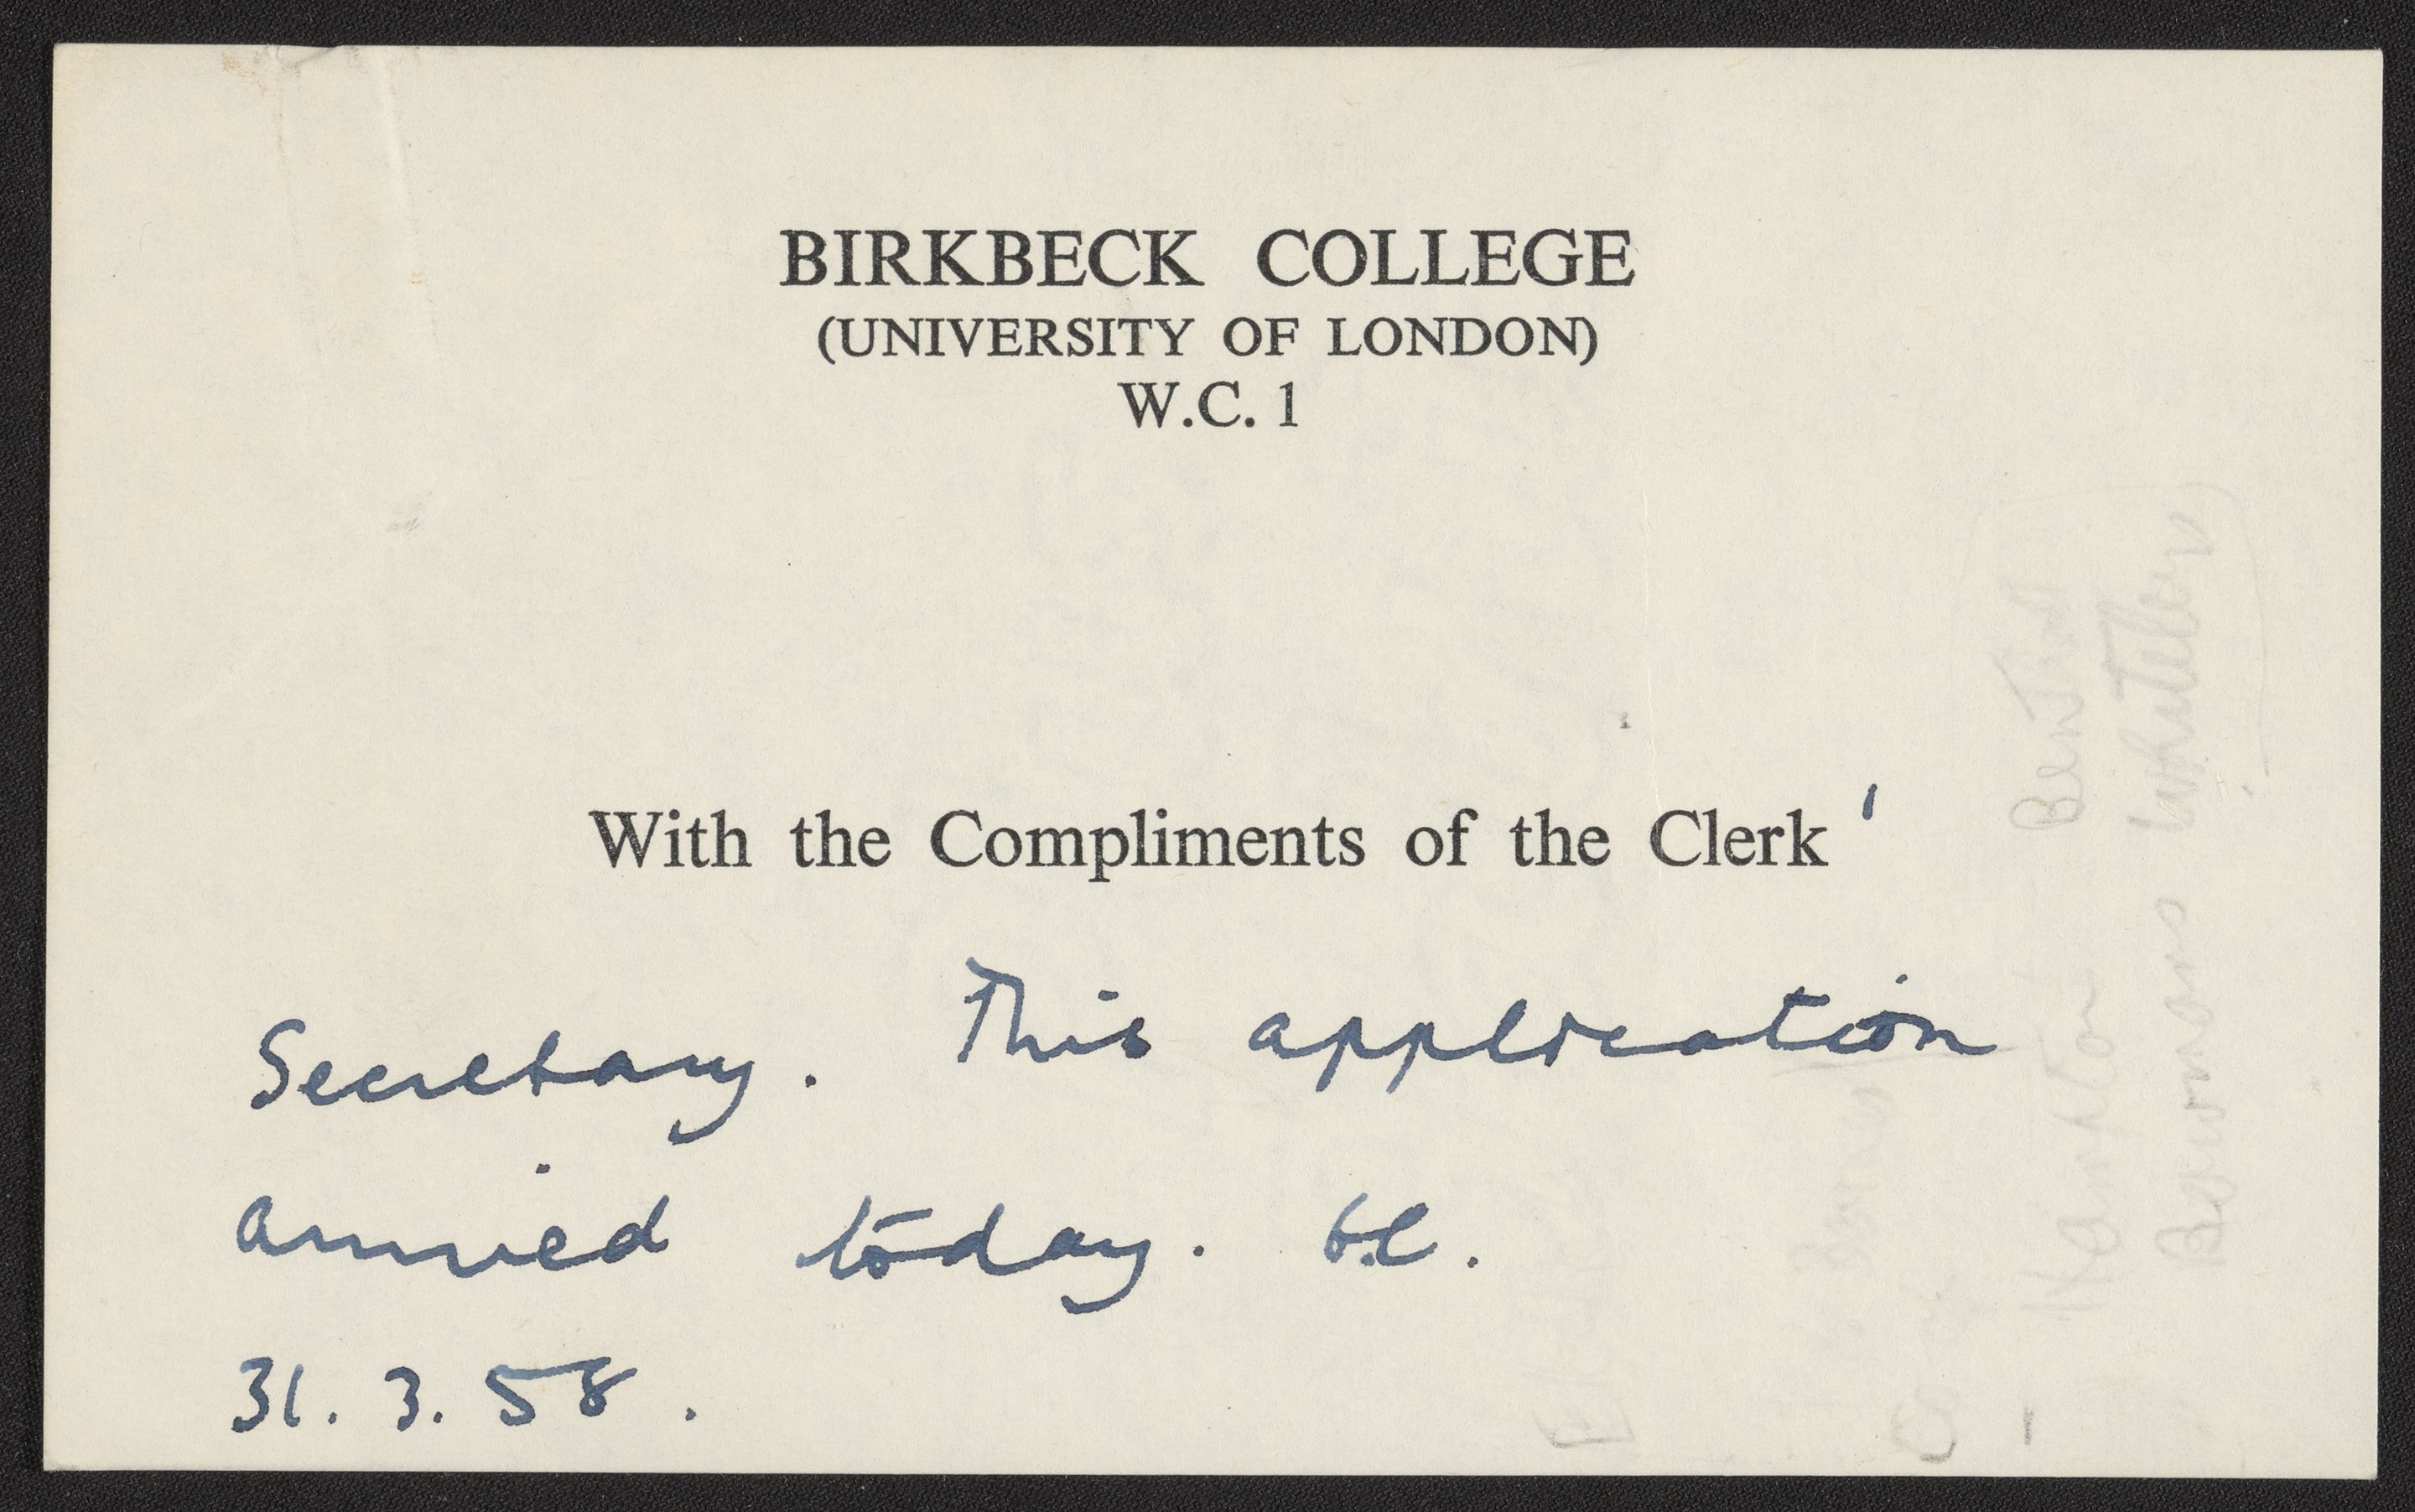 BIRKBECK COLLEGE
(UNIVERSITY OF LONDON)
W.C. 1
With the Compliments of the Clerk '
Secretary. This application
arrived today.
31. 3. 58.
Bowmans